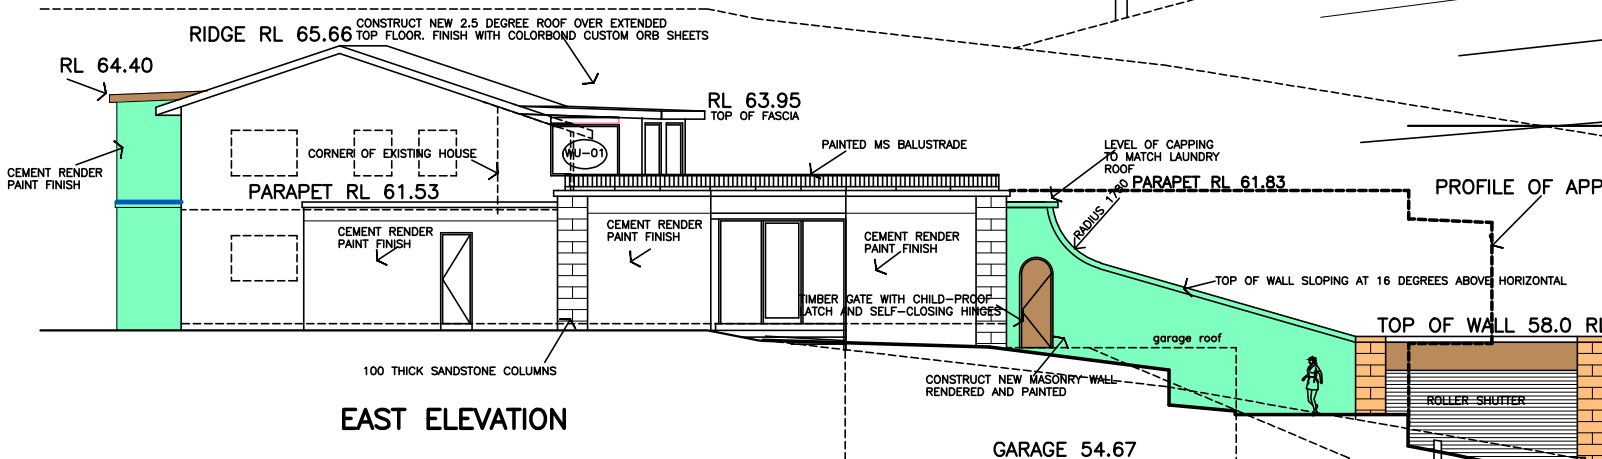 CONSTRUCT NEW 2.5 DEGREE ROOF OVER EXTENDED
TOP FLOOR. FINISH WITH COLORBOND CUSTOM ORB SHEETS
RIDGE RL 65.66
RL 64.40
RL 63.95
TOP OF FASCIA
CEMENT RENDER
PAINT FINISH
CORNER OF EXISTING HOUSE
WU-01
PAINTED MS BALUSTRADE
LEVEL OF CAPPING
TO MATCH LAUNDRY
ROOF
PARAPET RL 61.53
PARAPET RL 61.83
PROFILE OF APP
RADIUS 1780
CEMENT RENDER
PAINT FINISH
CEMENT RENDER
PAINT FINISH
CEMENT RENDER
PAINT FINISH
TOP OF WALL SLOPING AT 16 DEGREES ABOVE HORIZONTAL
TIMBER GATE WITH CHILD-PROOF
LATCH AND SELF-CLOSING HINGES
TOP OF WALL 58.0 RL
garage roof
100 THICK SANDSTONE COLUMNS
CONSTRUCT NEW MASONRY WALL
RENDERED AND PAINTED
ROLLER SHUTTER
EAST ELEVATION
GARAGE 54.67